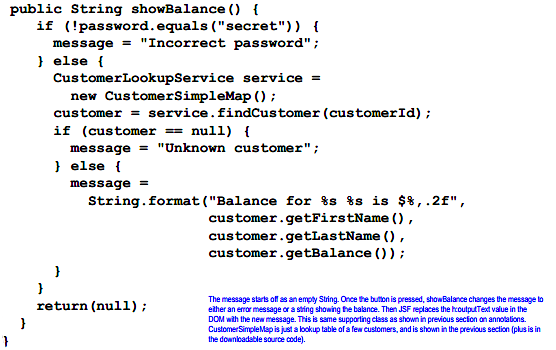 public String showBalance() {
if (!password.equals("secret")) {
message = "Incorrect password";
} else {
CustomerLookupService service =
new CustomerSimpleMap();
customer = service.findCustomer(customerId);
if (customer == null) {
message = "Unknown customer";
} else {
message =
String.format("Balance for %s %s is $%,.2f",
customer.getFirstName(),
customer.getLastName(),
customer.getBalance());
}
}
return(null);
}
}
The message starts off as an empty String. Once the button is pressed, showBalance changes the message to
either an error message or a string showing the balance. Then JSF replaces the h:outputText value in the
DOM with the new message. This is same supporting class as shown in previous section on annotations.
CustomerSimpleMap is just a lookup table of a few customers, and is shown in the previous section (plus is in
the downloadable source code).